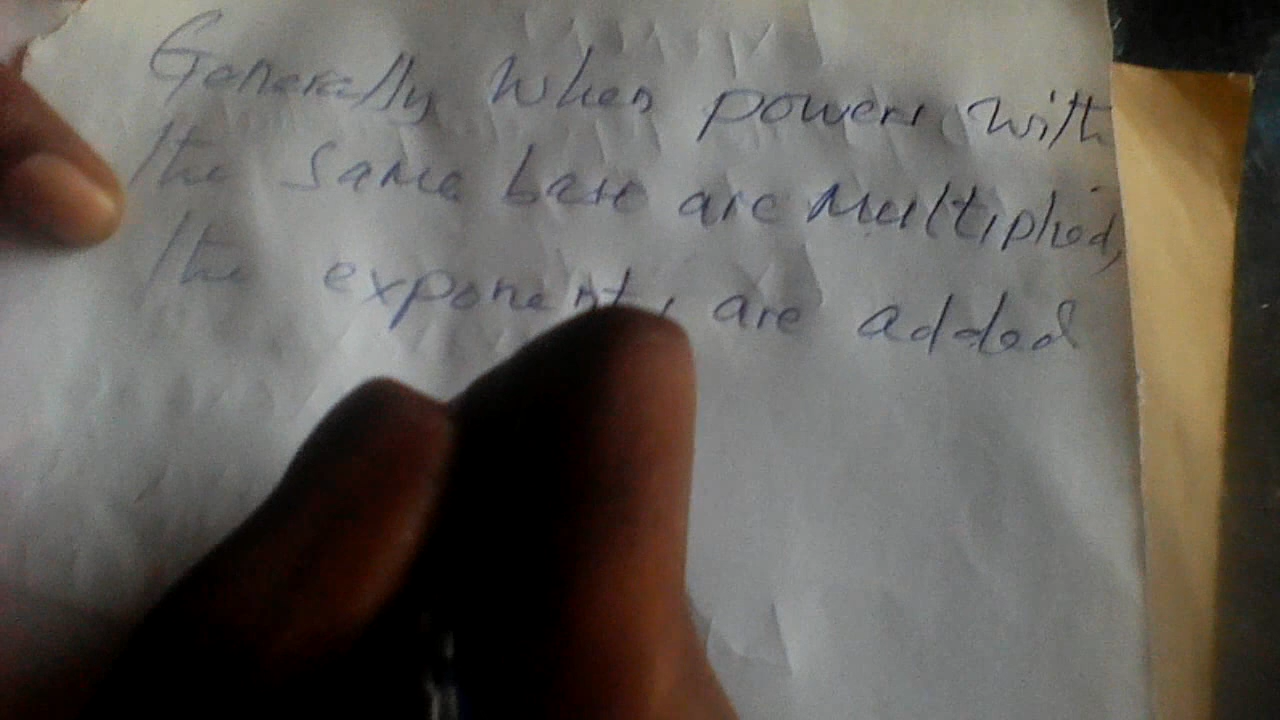 Generally when powers with
the same base are multiplied,
the exponents are added